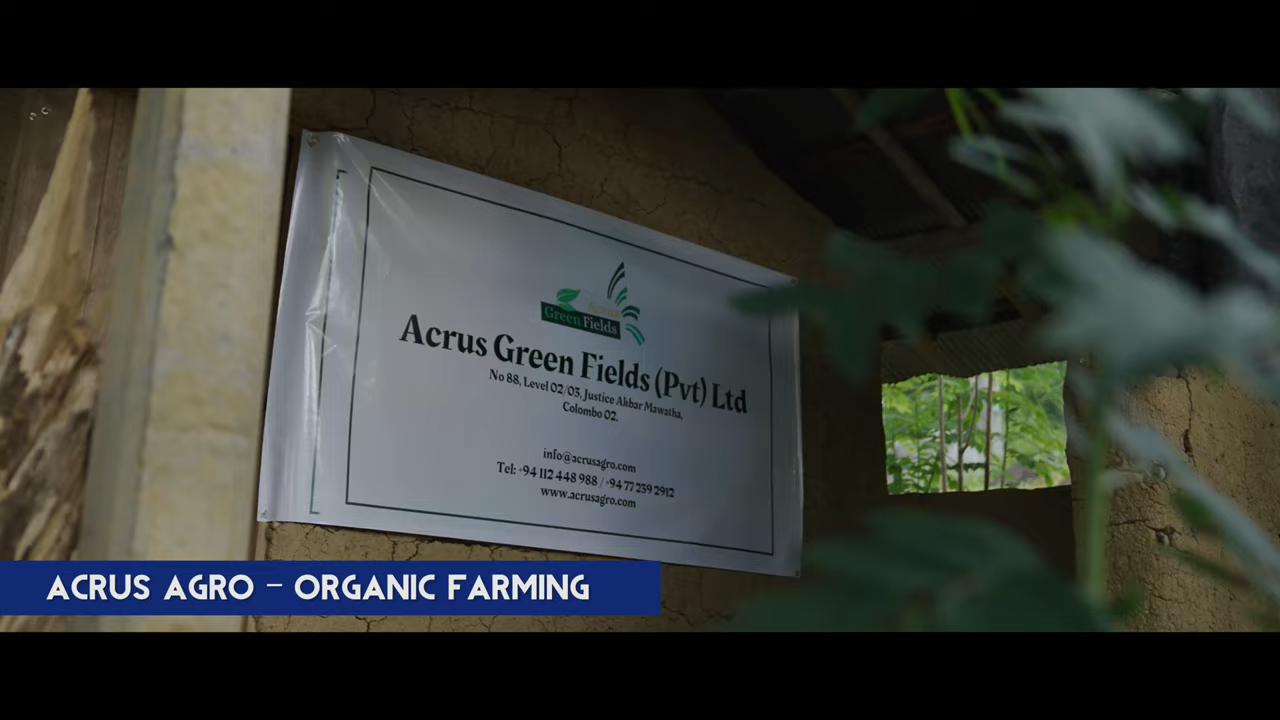 Green Fields
Acrus Green Fields (Pvt) Ltd
No 88, Level 02/03, Justice Akbar Mawatha,
Colombo 02.
info@acrusagro.com
Tel: +94 112 448 988 / +94 77 239 2912
www.acrusagro.com
ACRUS AGRO – ORGANIC FARMING